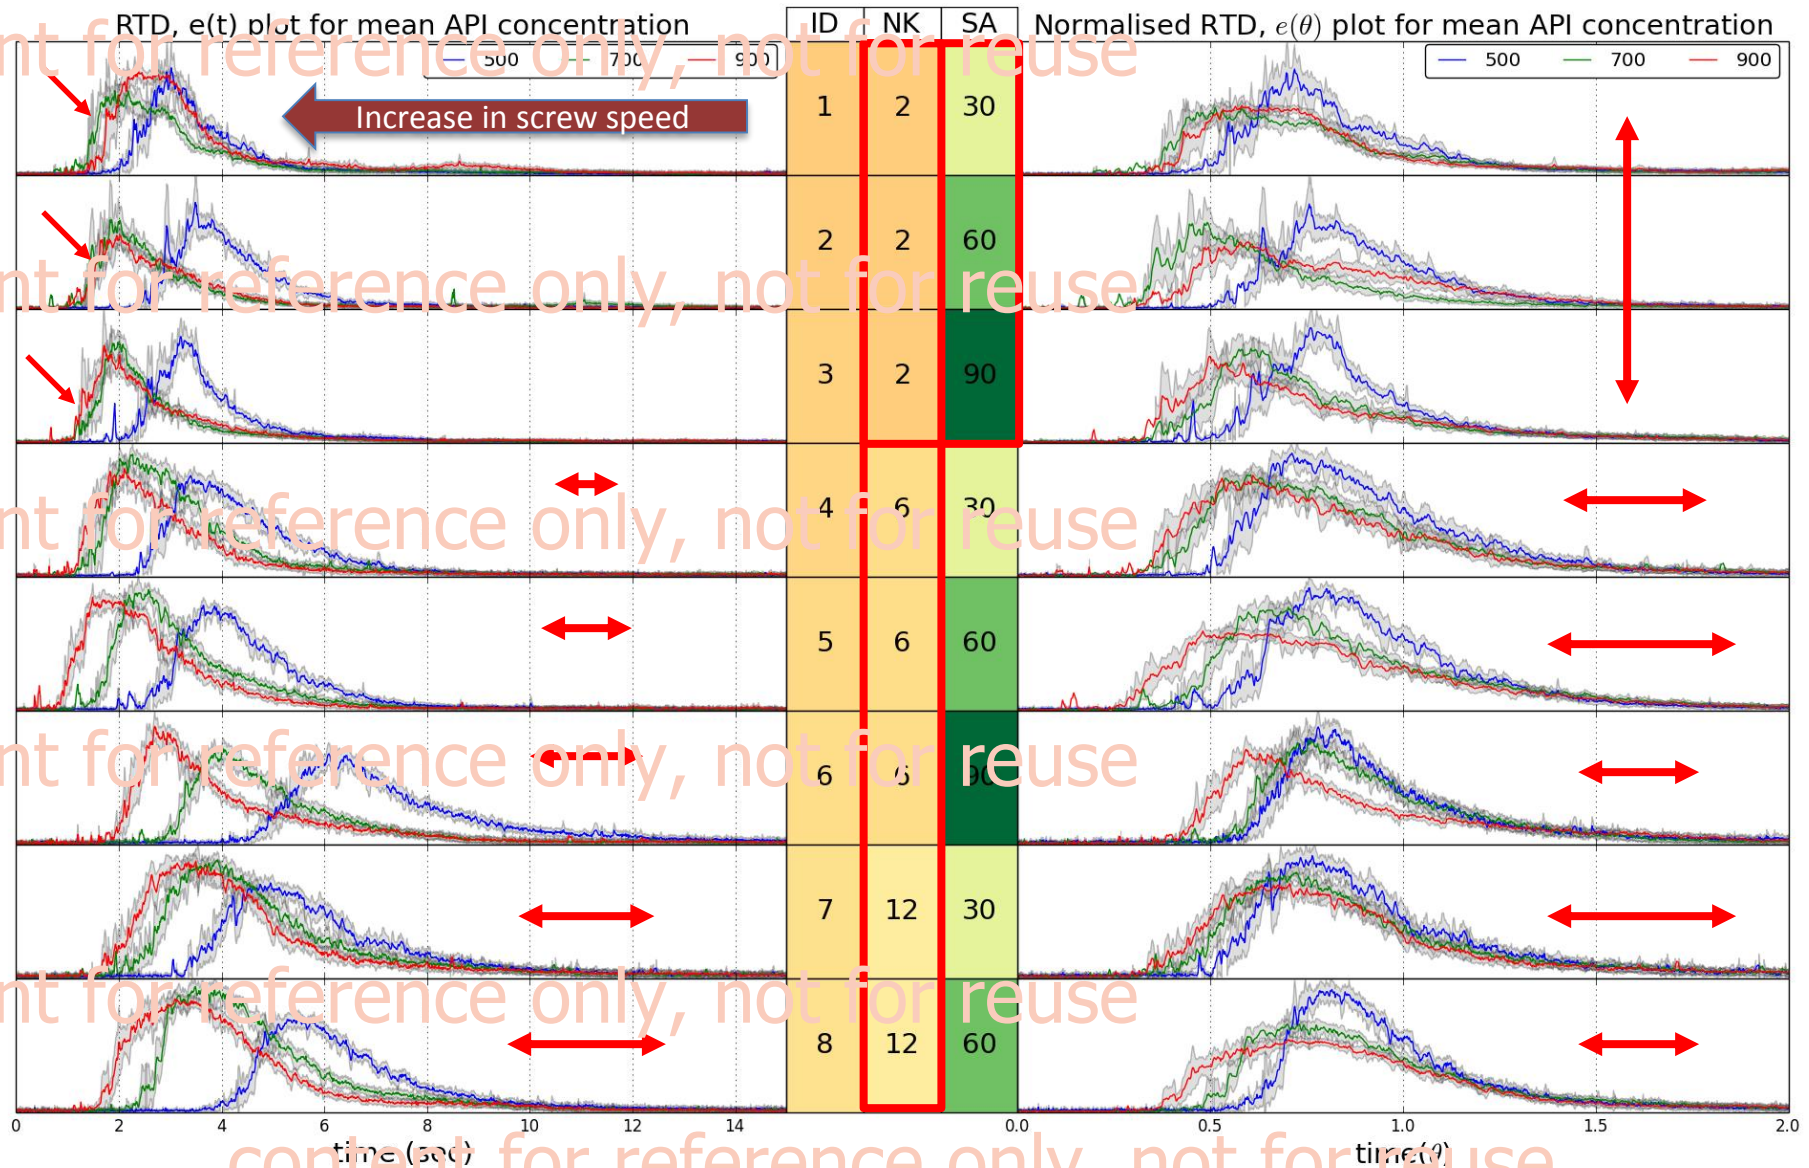 RTD, e(t) plot for mean API concentration
ID NK SA
Normalised RTD, e(θ) plot for mean API concentration
nt for reference only, not for reuse
500 700 900
500 700 900
Increase in screw speed
1 2 30
2 2 60
nt for reference only, not for reuse
3 2 90
4 6 30
nt for reference only, not for reuse
5 6 60
6 6 90
nt for reference only, not for reuse
7 12 30
nt for reference only, not for reuse
8 12 60
0 2 4 6 8 10 12 14
0.0 0.5 1.0 1.5 2.0
time (sec)
time(θ)
content for reference only, not for reuse